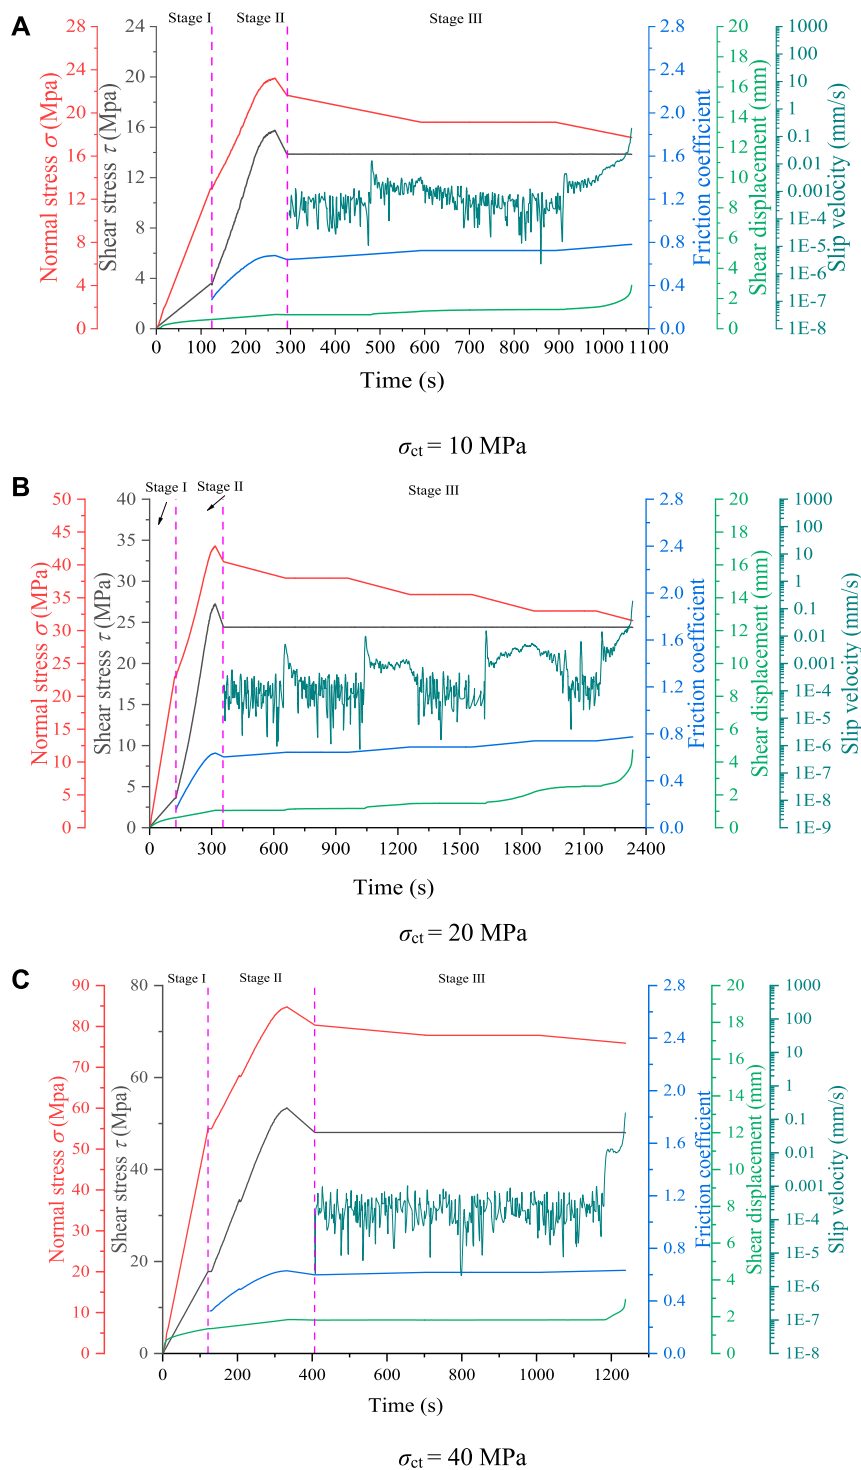 A
Stage I Stage II Stage III
Normal stress σ (Mpa)
0 4 8 12 16 20 24 28
Shear stress τ (Mpa)
0 4 8 12 16 20 24
Friction coefficient
0.0 0.4 0.8 1.2 1.6 2.0 2.4 2.8
Shear displacement (mm)
0 2 4 6 8 10 12 14 16 18 20
Slip velocity (mm/s)
1E-8 1E-7 1E-6 1E-5 1E-4 0.001 0.01 0.1 1 10 100 1000
0 100 200 300 400 500 600 700 800 900 1000 1100
Time (s)
σct = 10 MPa
B
Stage I Stage II Stage III
Normal stress σ (MPa)
0 5 10 15 20 25 30 35 40 45 50
Shear stress τ (MPa)
0 5 10 15 20 25 30 35 40
Friction coefficient
0.0 0.4 0.8 1.2 1.6 2.0 2.4 2.8
Shear displacement (mm)
0 2 4 6 8 10 12 14 16 18 20
Slip velocity (mm/s)
1E-9 1E-8 1E-7 1E-6 1E-5 1E-4 0.001 0.01 0.1 1 10 100 1000
0 300 600 900 1200 1500 1800 2100 2400
Time (s)
σct = 20 MPa
C
Stage I Stage II Stage III
Normal stress σ (Mpa)
0 10 20 30 40 50 60 70 80 90
Shear stress τ (Mpa)
0 20 40 60 80
Friction coefficient
0.0 0.4 0.8 1.2 1.6 2.0 2.4 2.8
Shear displacement (mm)
0 2 4 6 8 10 12 14 16 18 20
Slip velocity (mm/s)
1E-8 1E-7 1E-6 1E-5 1E-4 0.001 0.01 0.1 1 10 100 1000
0 200 400 600 800 1000 1200
Time (s)
σct = 40 MPa